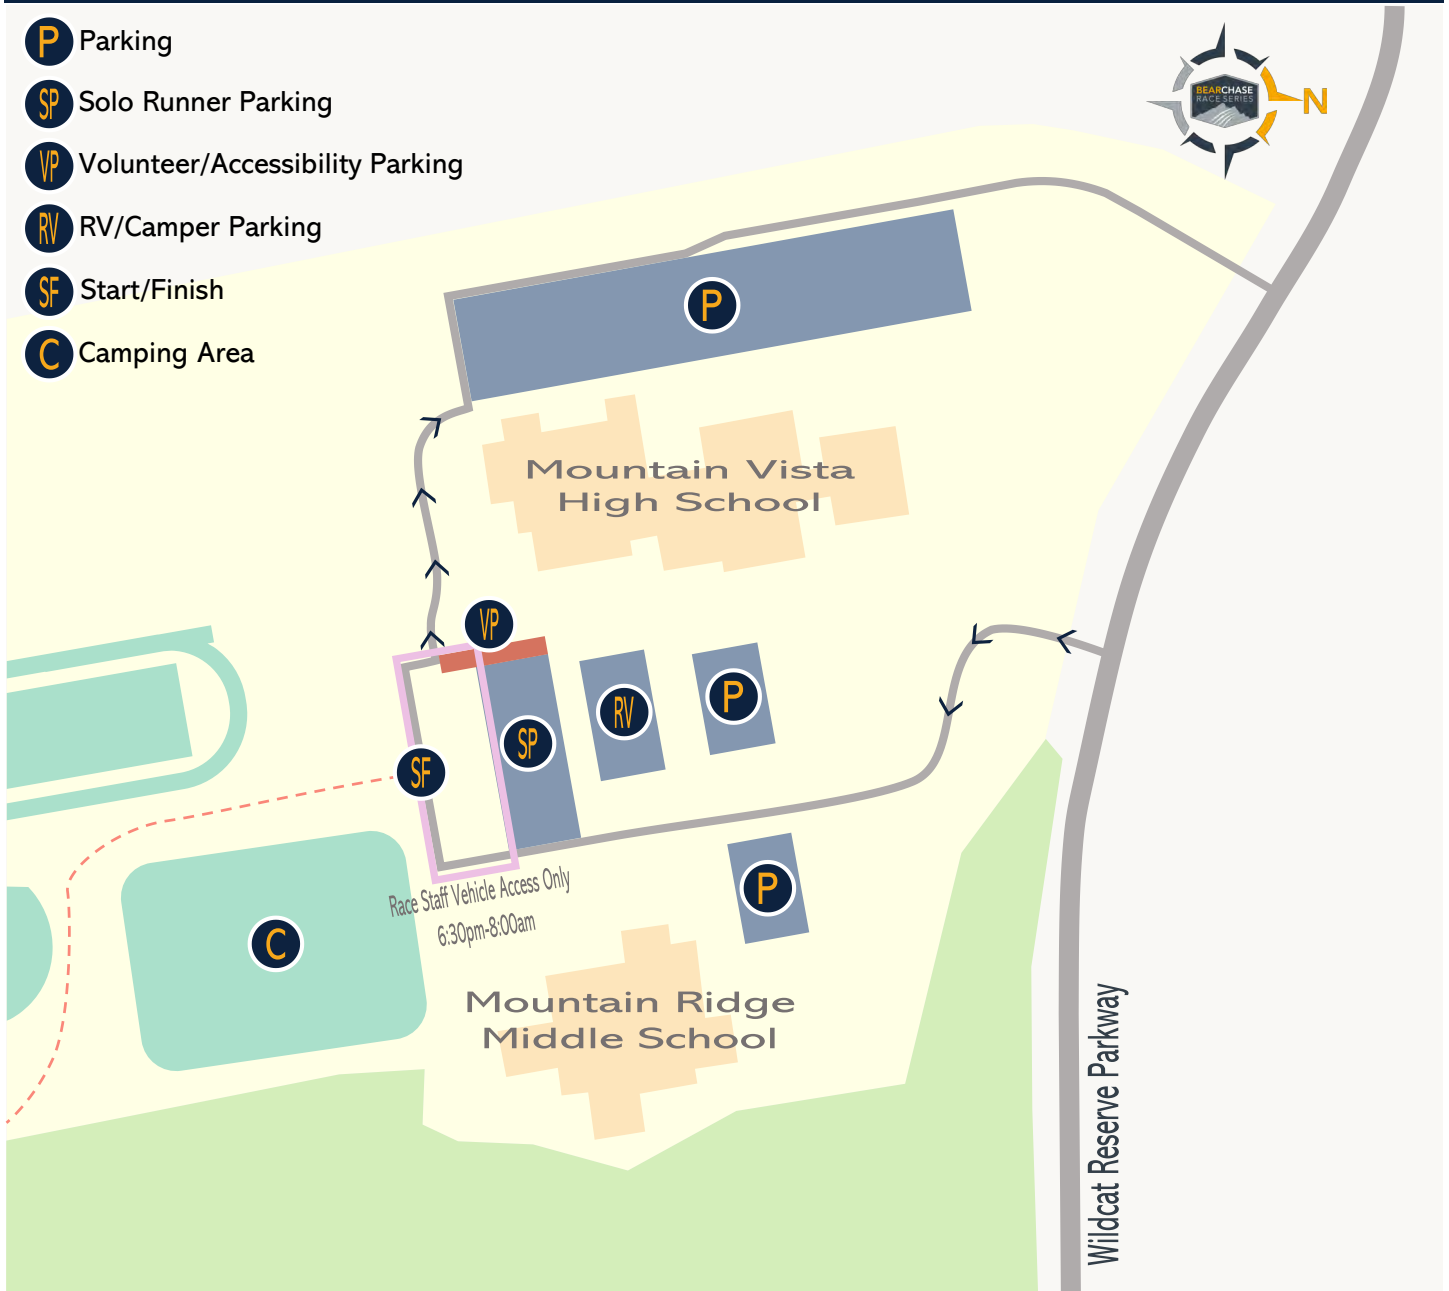 P Parking
SP Solo Runner Parking
VP Volunteer/Accessibility Parking
RV RV/Camper Parking
SF Start/Finish
C Camping Area
BEARCHASE
RACE SERIES
N
P
Mountain Vista
High School
VP
SP
RV
P
SF
P
Race Staff Vehicle Access Only
6:30pm-8:00am
C
Mountain Ridge
Middle School
Wildcat Reserve Parkway